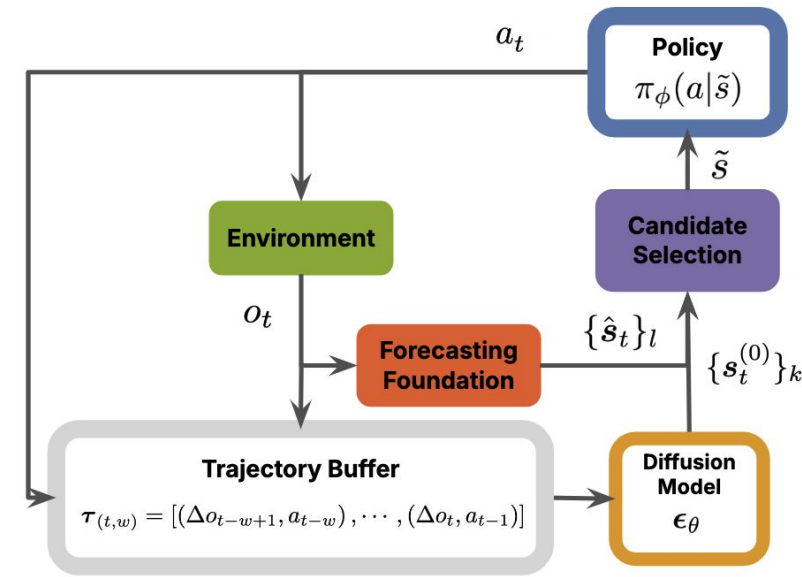 a_t
Policy
π_ϕ(a|s̃)
s̃
Candidate
Selection
Environment
o_t
Forecasting
Foundation
{ŝ_t}_l
{s_t^{(0)}}_k
Trajectory Buffer
τ_{(t,w)} = [(Δo_{t−w+1}, a_{t−w}), ⋯, (Δo_t, a_{t−1})]
Diffusion
Model
ϵ_θ